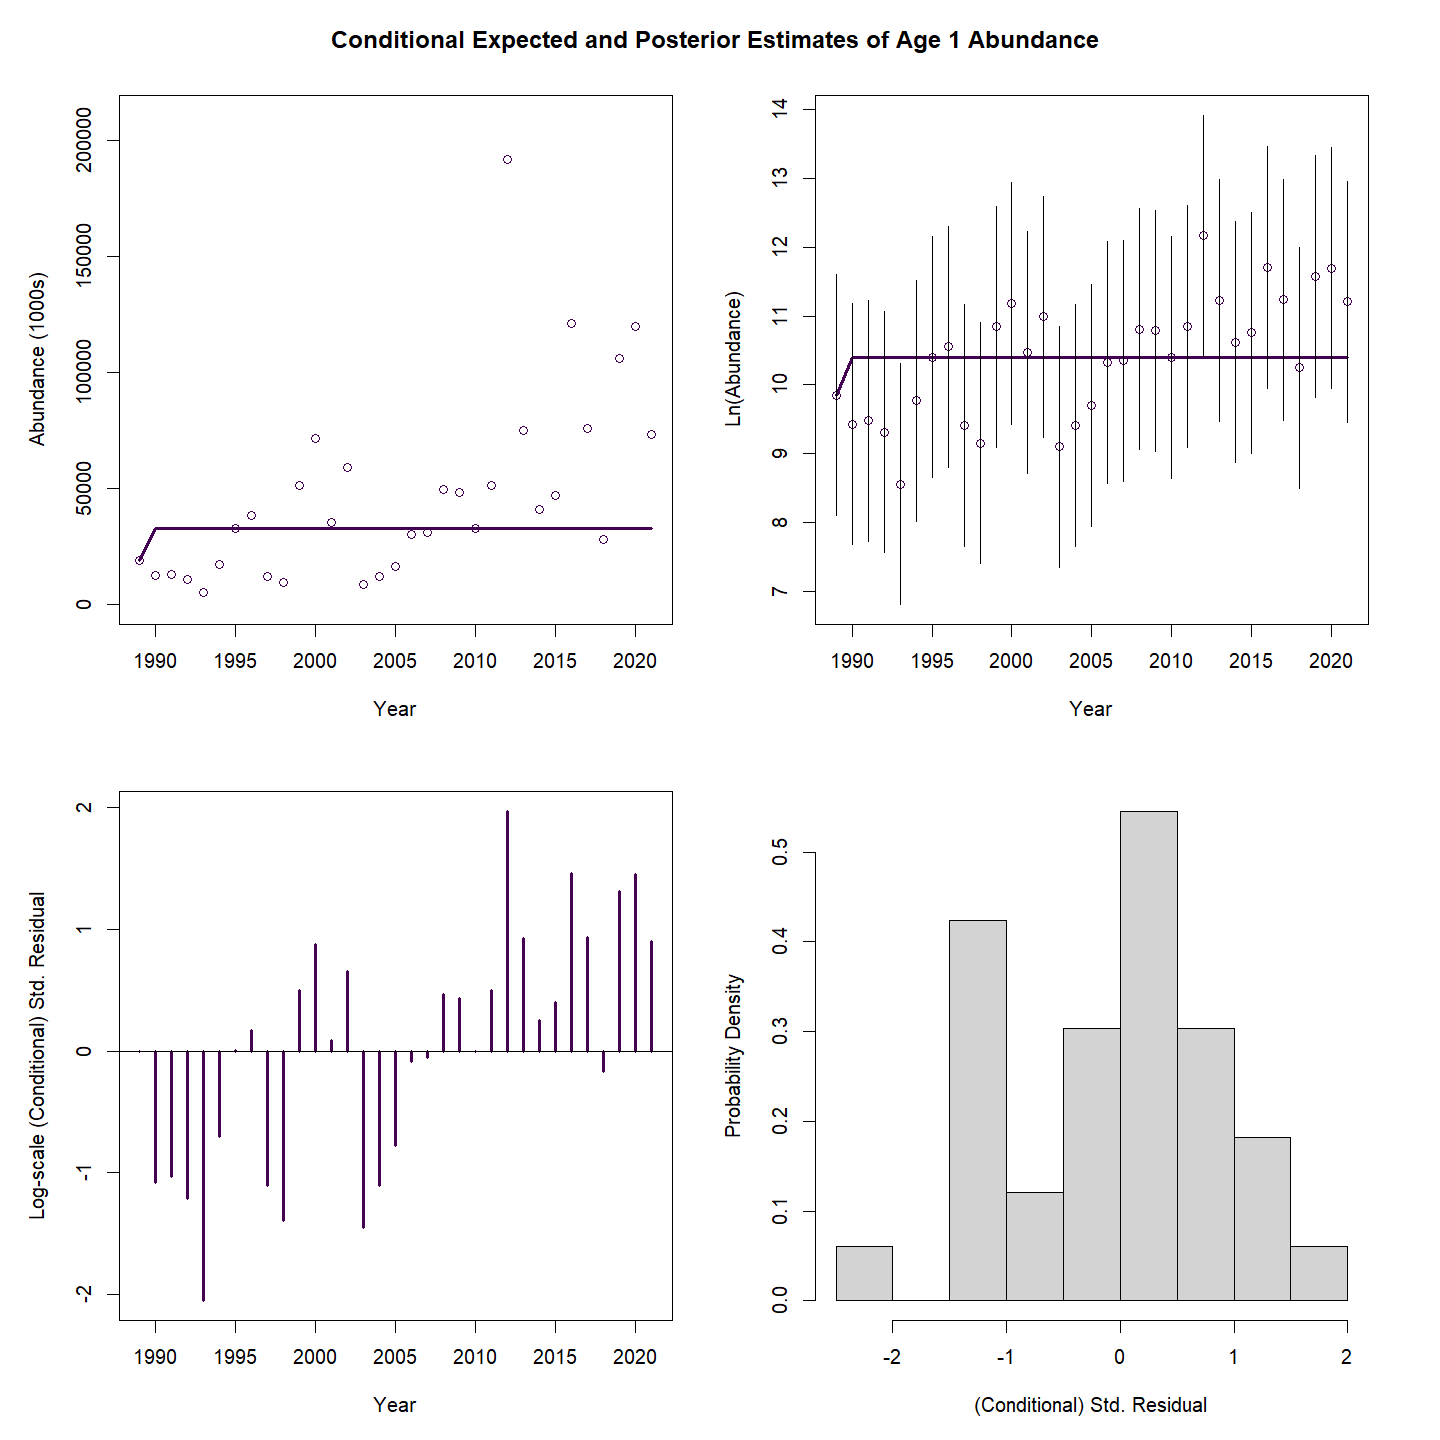 Conditional Expected and Posterior Estimates of Age 1 Abundance
Abundance (1000s)
0 50000 100000 150000 200000
1990 1995 2000 2005 2010 2015 2020
Year
Ln(Abundance)
7 8 9 10 11 12 13 14
1990 1995 2000 2005 2010 2015 2020
Year
Log-scale (Conditional) Std. Residual
-2 -1 0 1 2
1990 1995 2000 2005 2010 2015 2020
Year
Probability Density
0.0 0.1 0.2 0.3 0.4 0.5
-2 -1 0 1 2
(Conditional) Std. Residual